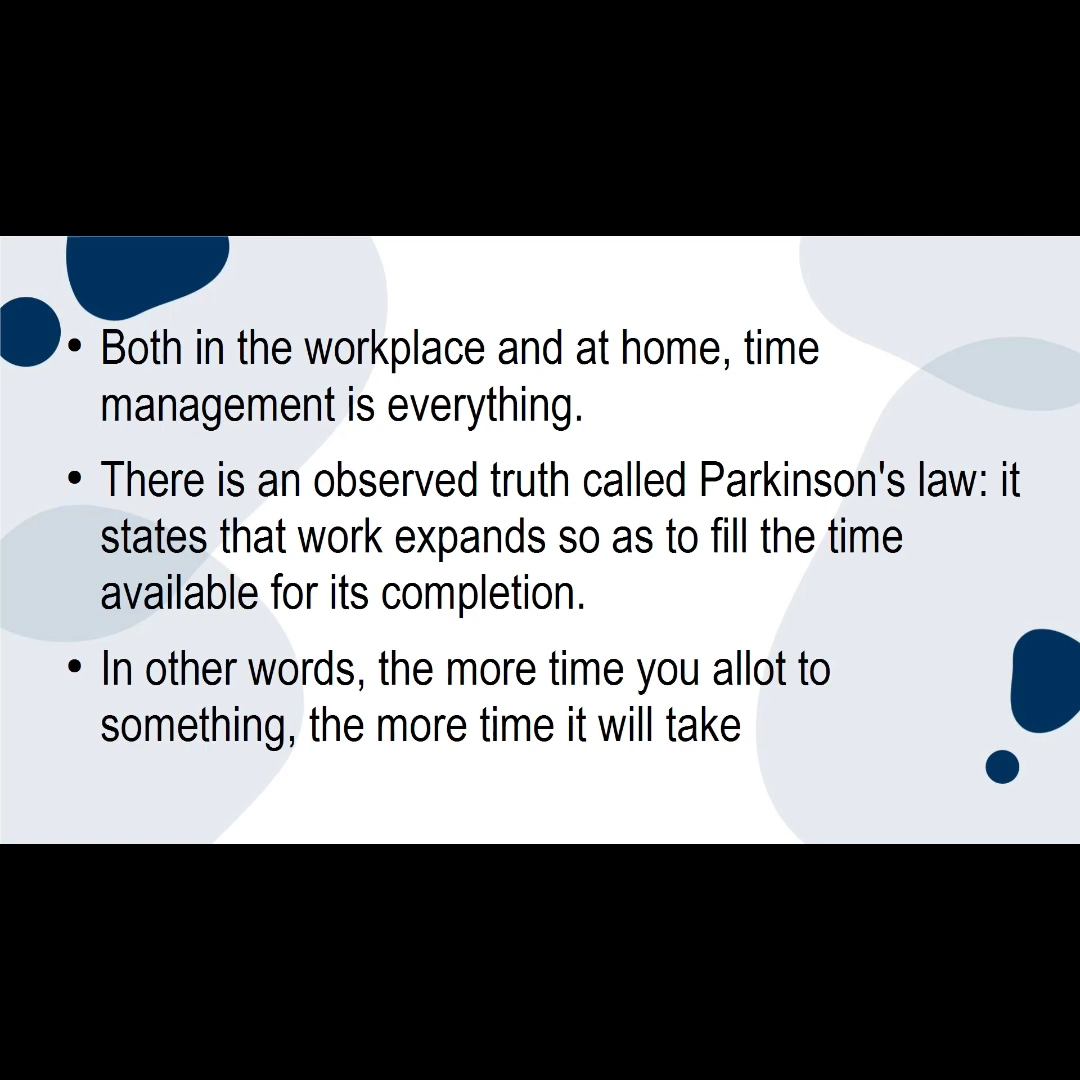 • Both in the workplace and at home, time
management is everything.
• There is an observed truth called Parkinson's law: it
states that work expands so as to fill the time
available for its completion.
• In other words, the more time you allot to
something, the more time it will take